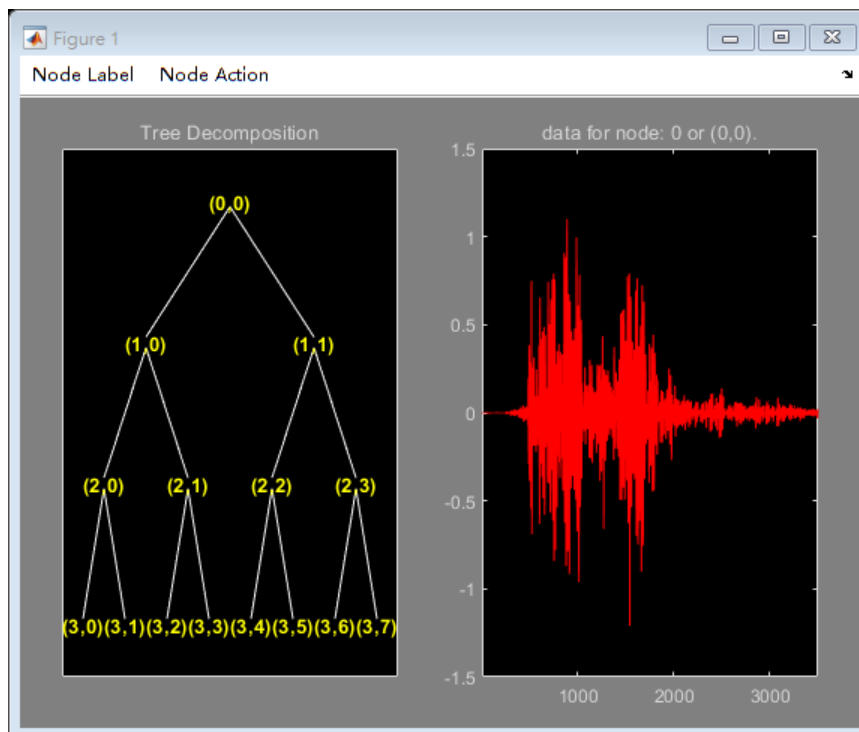 Figure 1
Node Label Node Action
Tree Decomposition
(0,0)
(1,0) (1,1)
(2,0) (2,1) (2,2) (2,3)
(3,0)(3,1)(3,2)(3,3)(3,4)(3,5)(3,6)(3,7)
data for node: 0 or (0,0).
1.5
1
0.5
0
-0.5
-1
-1.5
1000 2000 3000